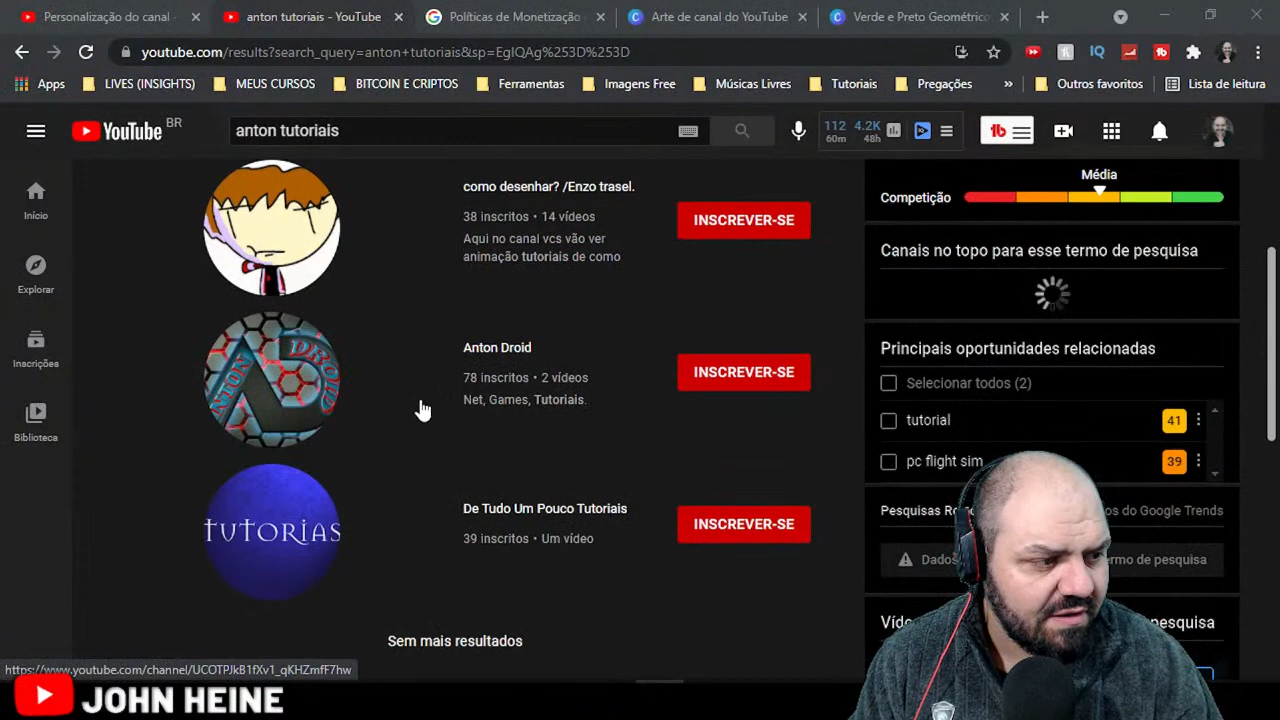 Personalização do canal
anton tutoriais - YouTube
Políticas de Monetização
Arte de canal do YouTube
Verde e Preto Geométrico
youtube.com/results?search_query=anton+tutoriais&sp=EgIQAg%253D%253D
IQ
Apps
LIVES (INSIGHTS)
MEUS CURSOS
BITCOIN E CRIPTOS
Ferramentas
Imagens Free
Músicas Livres
Tutoriais
Pregações
»
Outros favoritos
Lista de leitura
YouTube BR
anton tutoriais
112 4.2K
60m 48h
Início
Explorar
Inscrições
Biblioteca
como desenhar? /Enzo trasel.
38 inscritos • 14 vídeos
Aqui no canal vcs vão ver
animação tutoriais de como
INSCREVER-SE
ANTON DROID
Anton Droid
78 inscritos • 2 vídeos
Net, Games, Tutoriais.
INSCREVER-SE
TUTORIAS
De Tudo Um Pouco Tutoriais
39 inscritos • Um vídeo
INSCREVER-SE
Sem mais resultados
Média
Competição
Canais no topo para esse termo de pesquisa
Principais oportunidades relacionadas
Selecionar todos (2)
tutorial 41
pc flight sim 39
Pesquisas
os do Google Trends
ermo de pesquisa
squisa
https://www.youtube.com/channel/UCOTPJkB1fXv1_qKHZmfF7hw
JOHN HEINE